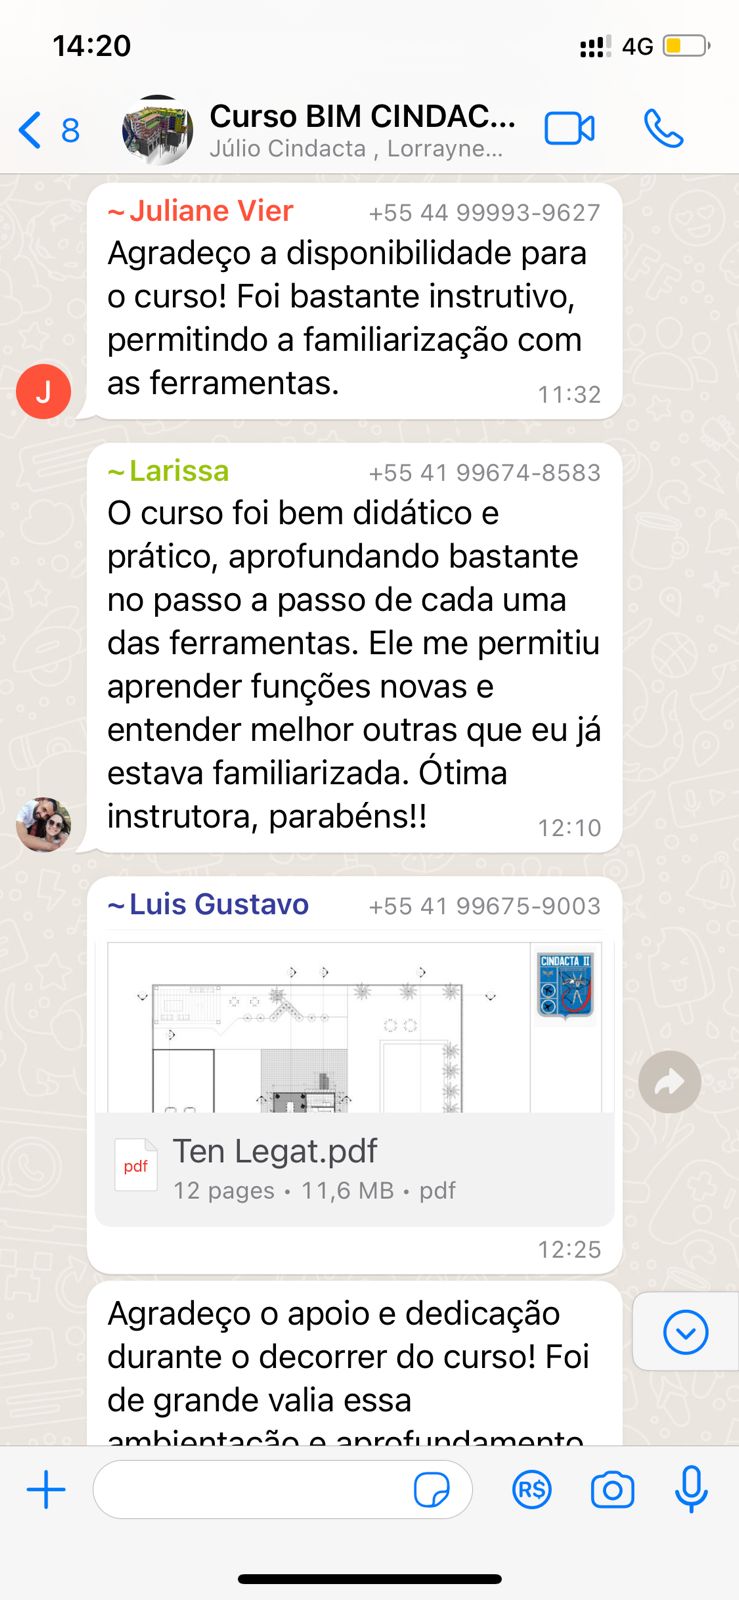 14:20
4G
8
Curso BIM CINDAC...
Júlio Cindacta , Lorrayne...
~Juliane Vier +55 44 99993-9627
Agradeço a disponibilidade para
o curso! Foi bastante instrutivo,
permitindo a familiarização com
as ferramentas.
11:32
J
~Larissa +55 41 99674-8583
O curso foi bem didático e
prático, aprofundando bastante
no passo a passo de cada uma
das ferramentas. Ele me permitiu
aprender funções novas e
entender melhor outras que eu já
estava familiarizada. Ótima
instrutora, parabéns!!
12:10
~Luis Gustavo +55 41 99675-9003
CINDACTA II
pdf
Ten Legat.pdf
12 pages • 11,6 MB • pdf
12:25
Agradeço o apoio e dedicação
durante o decorrer do curso! Foi
de grande valia essa
ambientação e aprofundamento
R$